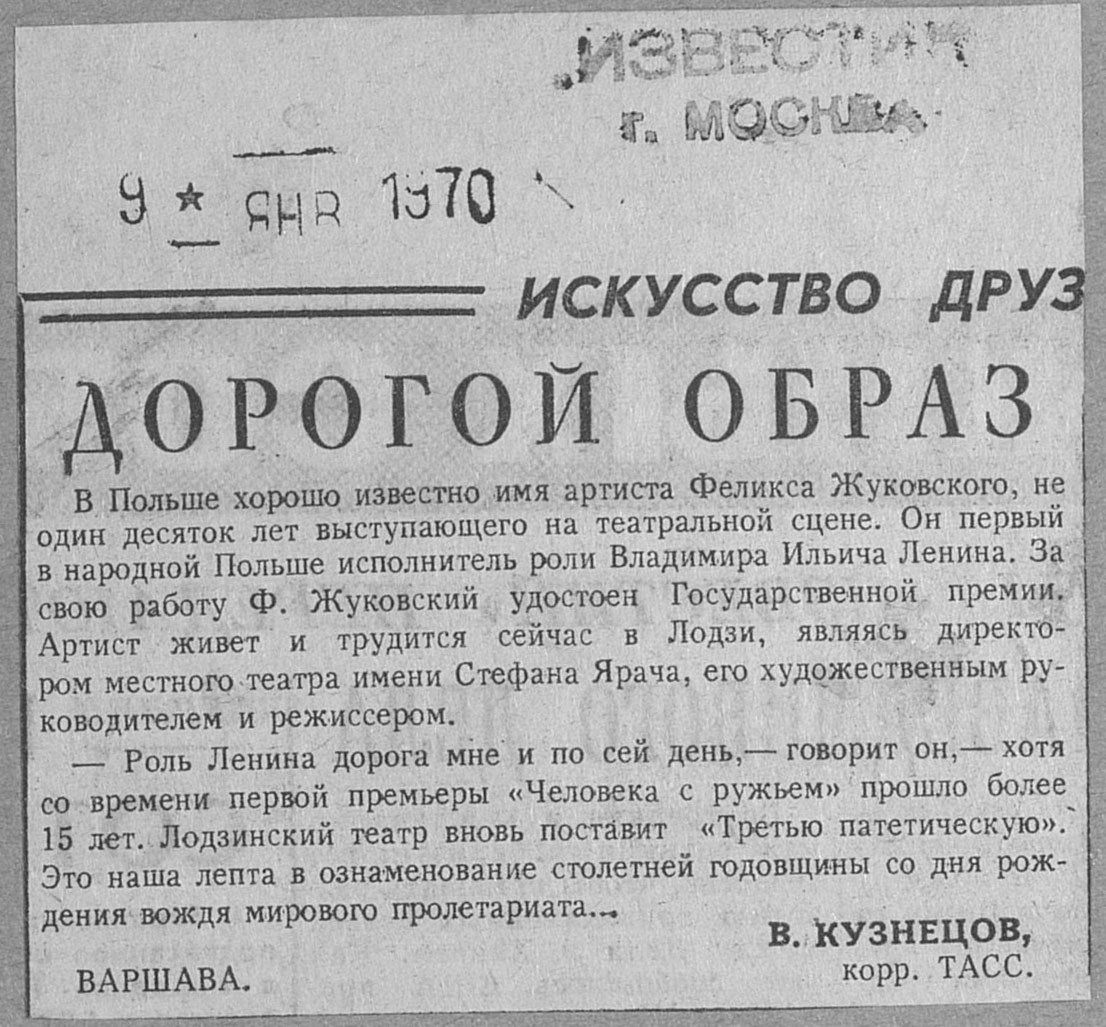 „ИЗВЕСТИЯ
г. МОСКВА
9 * ЯНВ 1970
ИСКУССТВО ДРУЗ
ДОРОГОЙ ОБРАЗ
В Польше хорошо известно имя артиста Феликса Жуковского, не
один десяток лет выступающего на театральной сцене. Он первый
в народной Польше исполнитель роли Владимира Ильича Ленина. За
свою работу Ф. Жуковский удостоен Государственной премии.
Артист живет и трудится сейчас в Лодзи, являясь директо-
ром местного театра имени Стефана Ярача, его художественным ру-
ководителем и режиссером.
— Роль Ленина дорога мне и по сей день,— говорит он,— хотя
со времени первой премьеры «Человека с ружьем» прошло более
15 лет. Лодзинский театр вновь поставит «Третью патетическую».
Это наша лепта в ознаменование столетней годовщины со дня рож-
дения вождя мирового пролетариата...
В. КУЗНЕЦОВ,
корр. ТАСС.
ВАРШАВА.